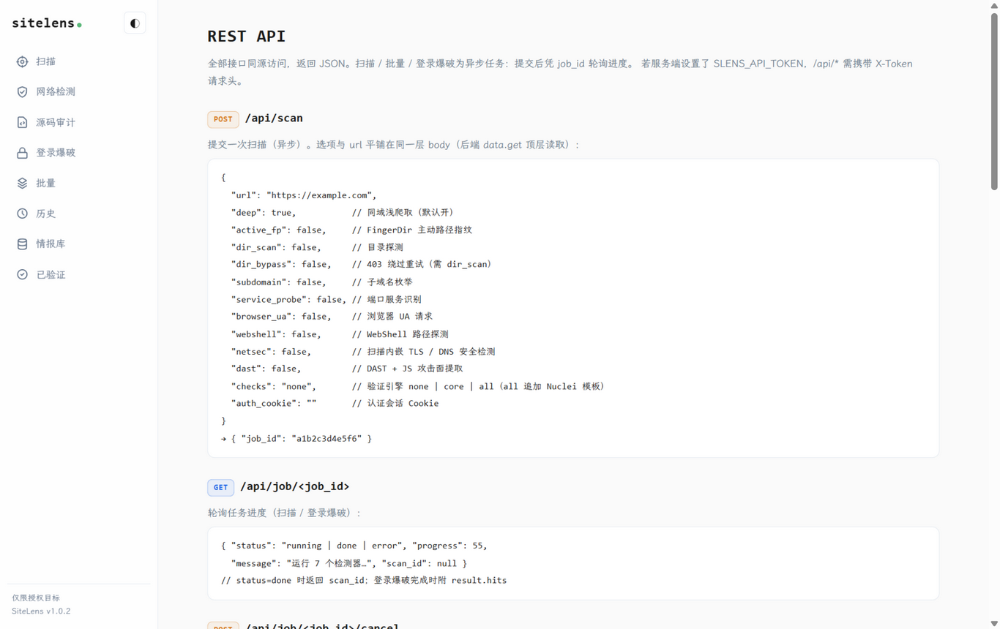 sitelens
扫描
网络检测
源码审计
登录爆破
批量
历史
情报库
已验证
仅限授权目标
SiteLens v1.0.2
REST API
全部接口同源访问，返回 JSON。扫描 / 批量 / 登录爆破为异步任务：提交后凭 job_id 轮询进度。 若服务端设置了 SLENS_API_TOKEN，/api/* 需携带 X-Token
请求头。
POST /api/scan
提交一次扫描（异步）。选项与 url 平铺在同一层 body（后端 data.get 顶层读取）：
{
"url": "https://example.com",
"deep": true, // 同域浅爬取（默认开）
"active_fp": false, // FingerDir 主动路径指纹
"dir_scan": false, // 目录探测
"dir_bypass": false, // 403 绕过重试（需 dir_scan）
"subdomain": false, // 子域名枚举
"service_probe": false, // 端口服务识别
"browser_ua": false, // 浏览器 UA 请求
"webshell": false, // WebShell 路径探测
"netsec": false, // 扫描内嵌 TLS / DNS 安全检测
"dast": false, // DAST + JS 攻击面提取
"checks": "none", // 验证引擎 none | core | all（all 追加 Nuclei 模板）
"auth_cookie": "" // 认证会话 Cookie
}
→ { "job_id": "a1b2c3d4e5f6" }
GET /api/job/<job_id>
轮询任务进度（扫描 / 登录爆破）：
{ "status": "running | done | error", "progress": 55,
"message": "运行 7 个检测器…", "scan_id": null }
// status=done 时返回 scan_id；登录爆破完成时附 result.hits
POST /api/job/<job_id>/cancel